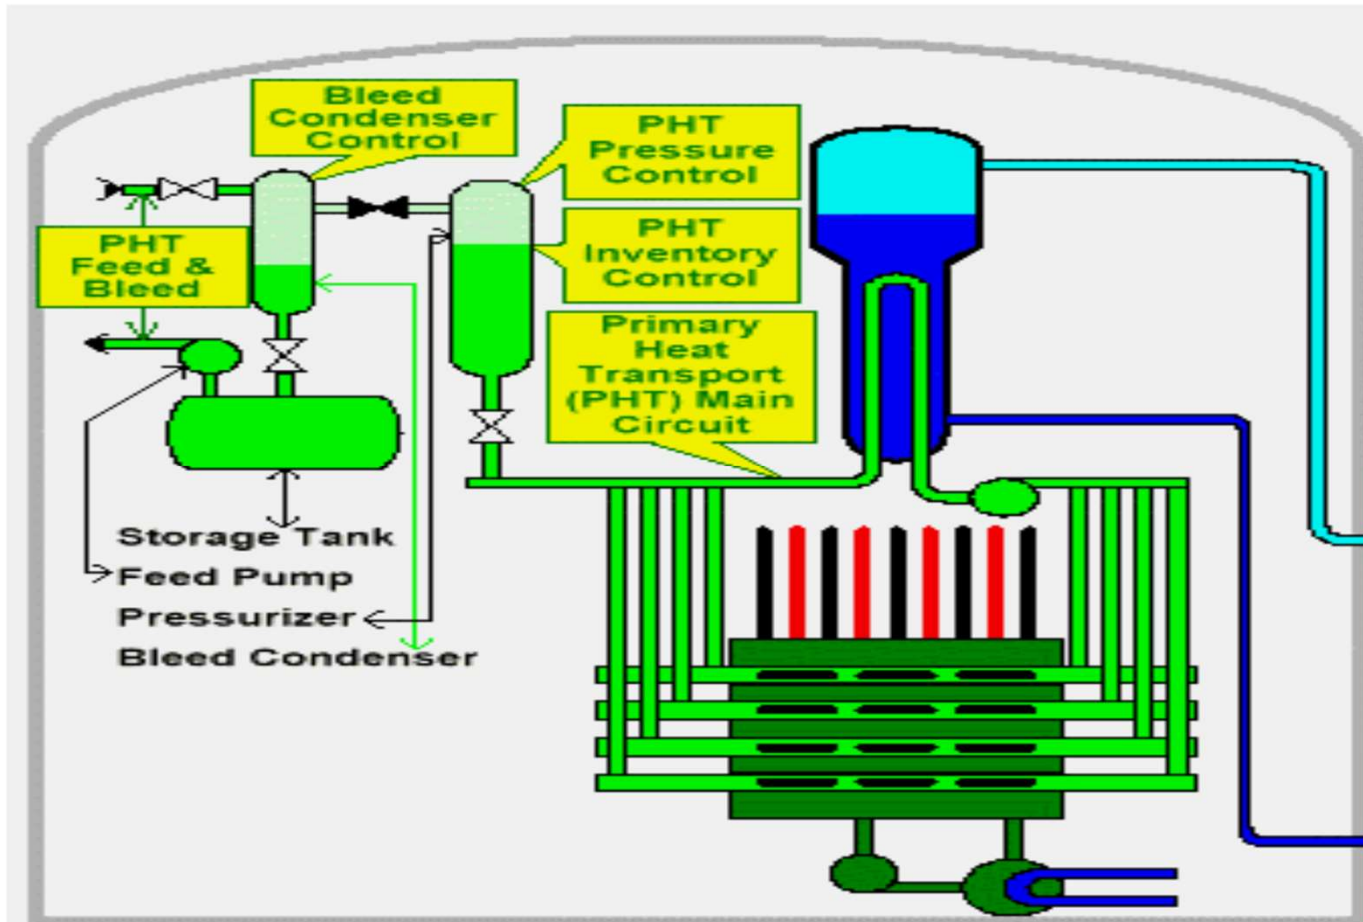 Bleed
Condenser
Control
PHT
Pressure
Control
PHT
Feed &
Bleed
PHT
Inventory
Control
Primary
Heat
Transport
(PHT) Main
Circuit
Storage Tank
Feed Pump
Pressurizer
Bleed Condenser